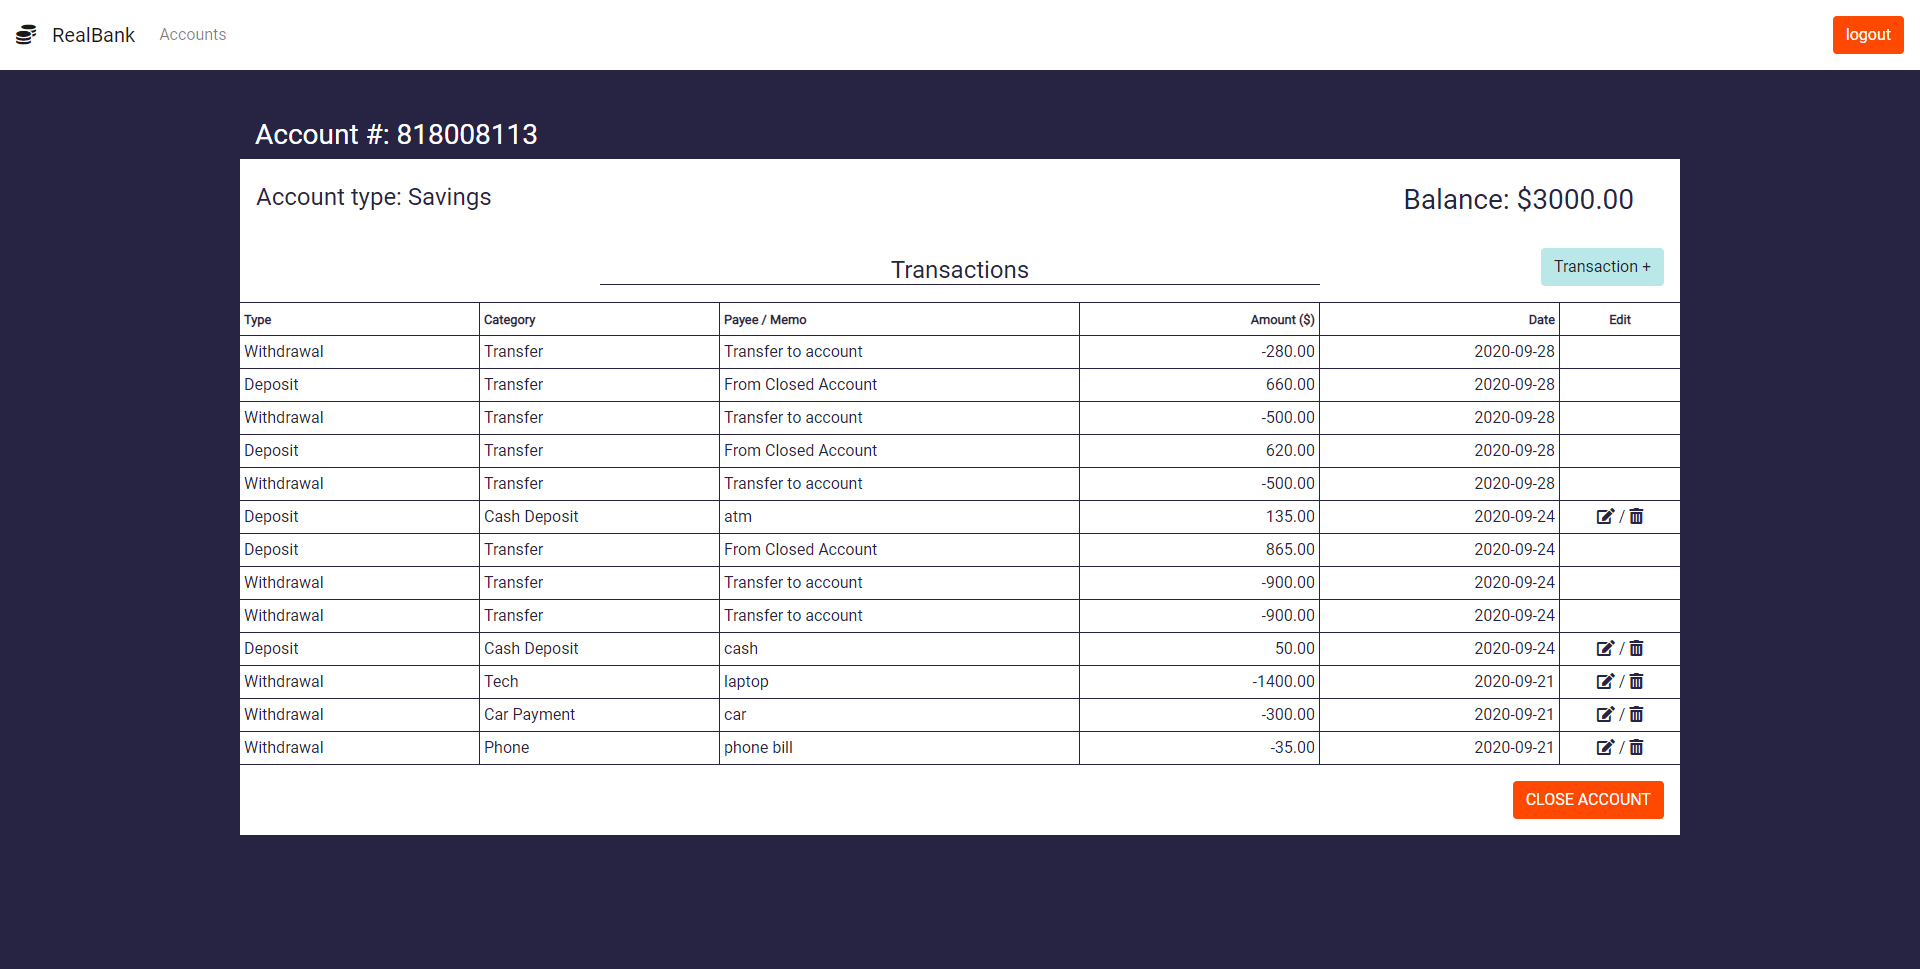 RealBank Accounts logout
Account #: 818008113
Account type: Savings Balance: $3000.00
Transactions Transaction +
Type Category Payee / Memo Amount ($) Date Edit
Withdrawal Transfer Transfer to account -280.00 2020-09-28
Deposit Transfer From Closed Account 660.00 2020-09-28
Withdrawal Transfer Transfer to account -500.00 2020-09-28
Deposit Transfer From Closed Account 620.00 2020-09-28
Withdrawal Transfer Transfer to account -500.00 2020-09-28
Deposit Cash Deposit atm 135.00 2020-09-24 /
Deposit Transfer From Closed Account 865.00 2020-09-24
Withdrawal Transfer Transfer to account -900.00 2020-09-24
Withdrawal Transfer Transfer to account -900.00 2020-09-24
Deposit Cash Deposit cash 50.00 2020-09-24 /
Withdrawal Tech laptop -1400.00 2020-09-21 /
Withdrawal Car Payment car -300.00 2020-09-21 /
Withdrawal Phone phone bill -35.00 2020-09-21 /
CLOSE ACCOUNT